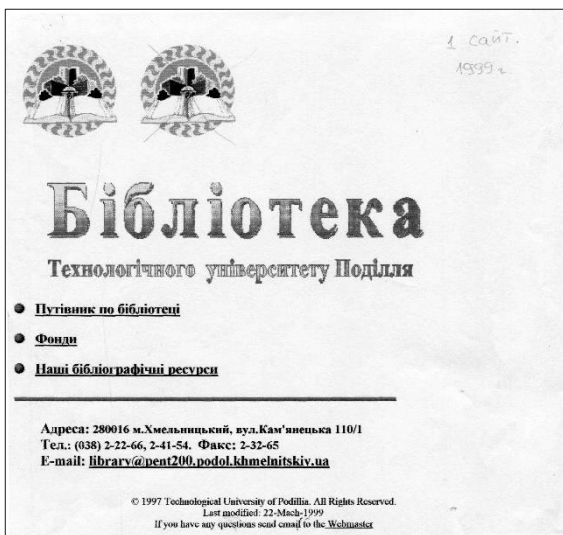 1 сайт.
1999 г
Бібліотека
Технологічного університету Поділля
Путівник по бібліотеці
Фонди
Наші бібліографічні ресурси
Адреса: 280016 м.Хмельницький, вул.Кам'янецька 110/1
Тел.: (038) 2-22-66, 2-41-54. Факс: 2-32-65
E-mail: library@pent200.podol.khmelnitskiy.ua
© 1997 Technological University of Podillia. All Rights Reserved.
Last modified: 22-Mach-1999
If you have any questions send email to the Webmaster